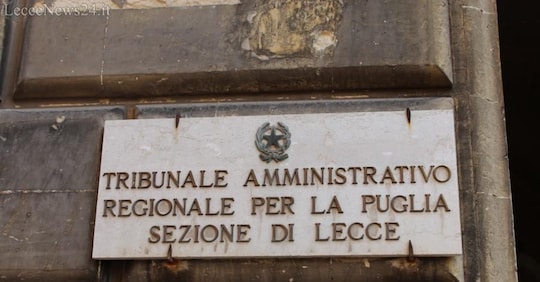 LecceNews24.it
TRIBUNALE AMMINISTRATIVO
REGIONALE PER LA PUGLIA
SEZIONE DI LECCE